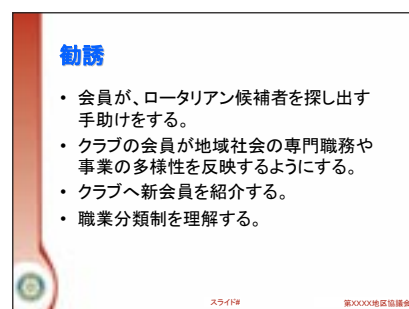 勧誘
• 会員が、ロータリアン候補者を探し出す
手助けをする。
• クラブの会員が地域社会の専門職務や
事業の多様性を反映するようにする。
• クラブへ新会員を紹介する。
• 職業分類制を理解する。
スライド# 第XXXX地区協議会